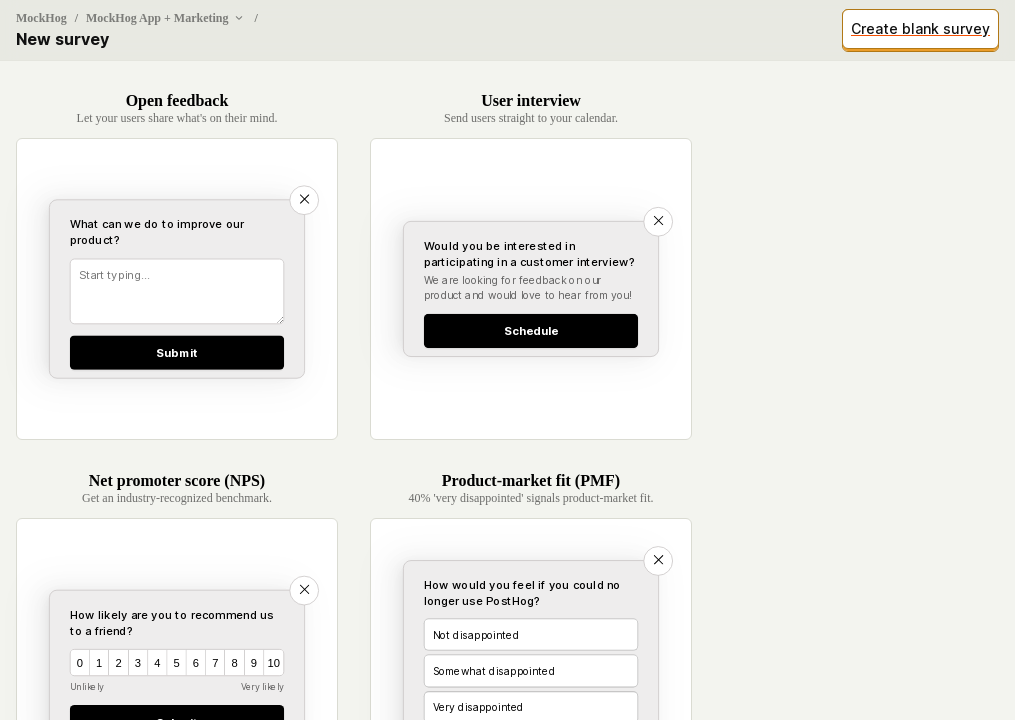 MockHog / MockHog App + Marketing /
New survey
Create blank survey
Open feedback
Let your users share what's on their mind.
What can we do to improve our
product?
Start typing...
Submit
User interview
Send users straight to your calendar.
Would you be interested in
participating in a customer interview?
We are looking for feedback on our
product and would love to hear from you!
Schedule
Net promoter score (NPS)
Get an industry-recognized benchmark.
How likely are you to recommend us
to a friend?
0 1 2 3 4 5 6 7 8 9 10
Unlikely Very likely
Product-market fit (PMF)
40% 'very disappointed' signals product-market fit.
How would you feel if you could no
longer use PostHog?
Not disappointed
Somewhat disappointed
Very disappointed